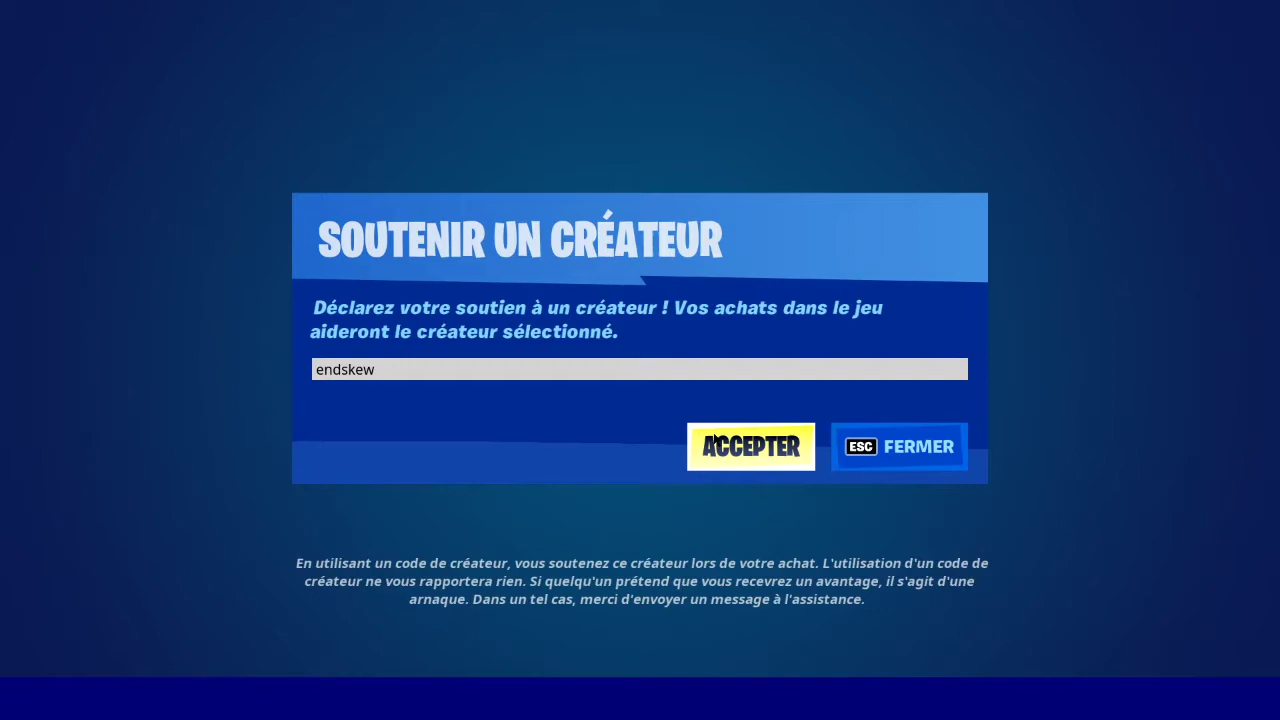 SOUTENIR UN CRÉATEUR
Déclarez votre soutien à un créateur ! Vos achats dans le jeu
aideront le créateur sélectionné.
endskew
ACCEPTER
ESC FERMER
En utilisant un code de créateur, vous soutenez ce créateur lors de votre achat. L'utilisation d'un code de
créateur ne vous rapportera rien. Si quelqu'un prétend que vous recevrez un avantage, il s'agit d'une
arnaque. Dans un tel cas, merci d'envoyer un message à l'assistance.